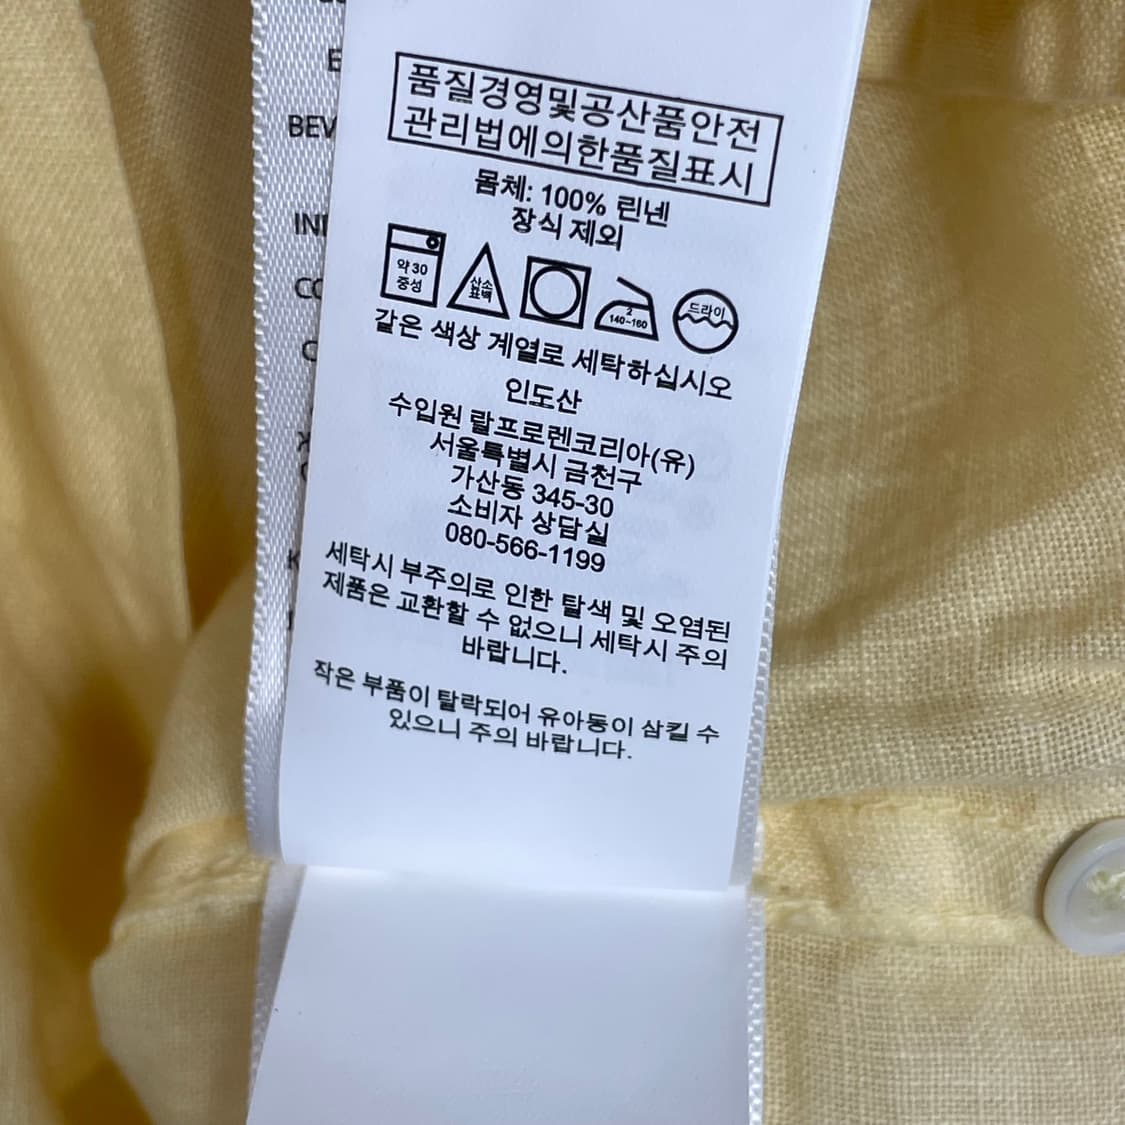 품질경영및공산품안전
관리법에의한품질표시
몸체: 100% 린넨
장식 제외
약 30
중성
산소
표백
2
140~160
드라이
같은 색상 계열로 세탁하십시오
인도산
수입원 랄프로렌코리아(유)
서울특별시 금천구
가산동 345-30
소비자 상담실
080-566-1199
세탁시 부주의로 인한 탈색 및 오염된
제품은 교환할 수 없으니 세탁시 주의
바랍니다.
작은 부품이 탈락되어 유아동이 삼킬 수
있으니 주의 바랍니다.